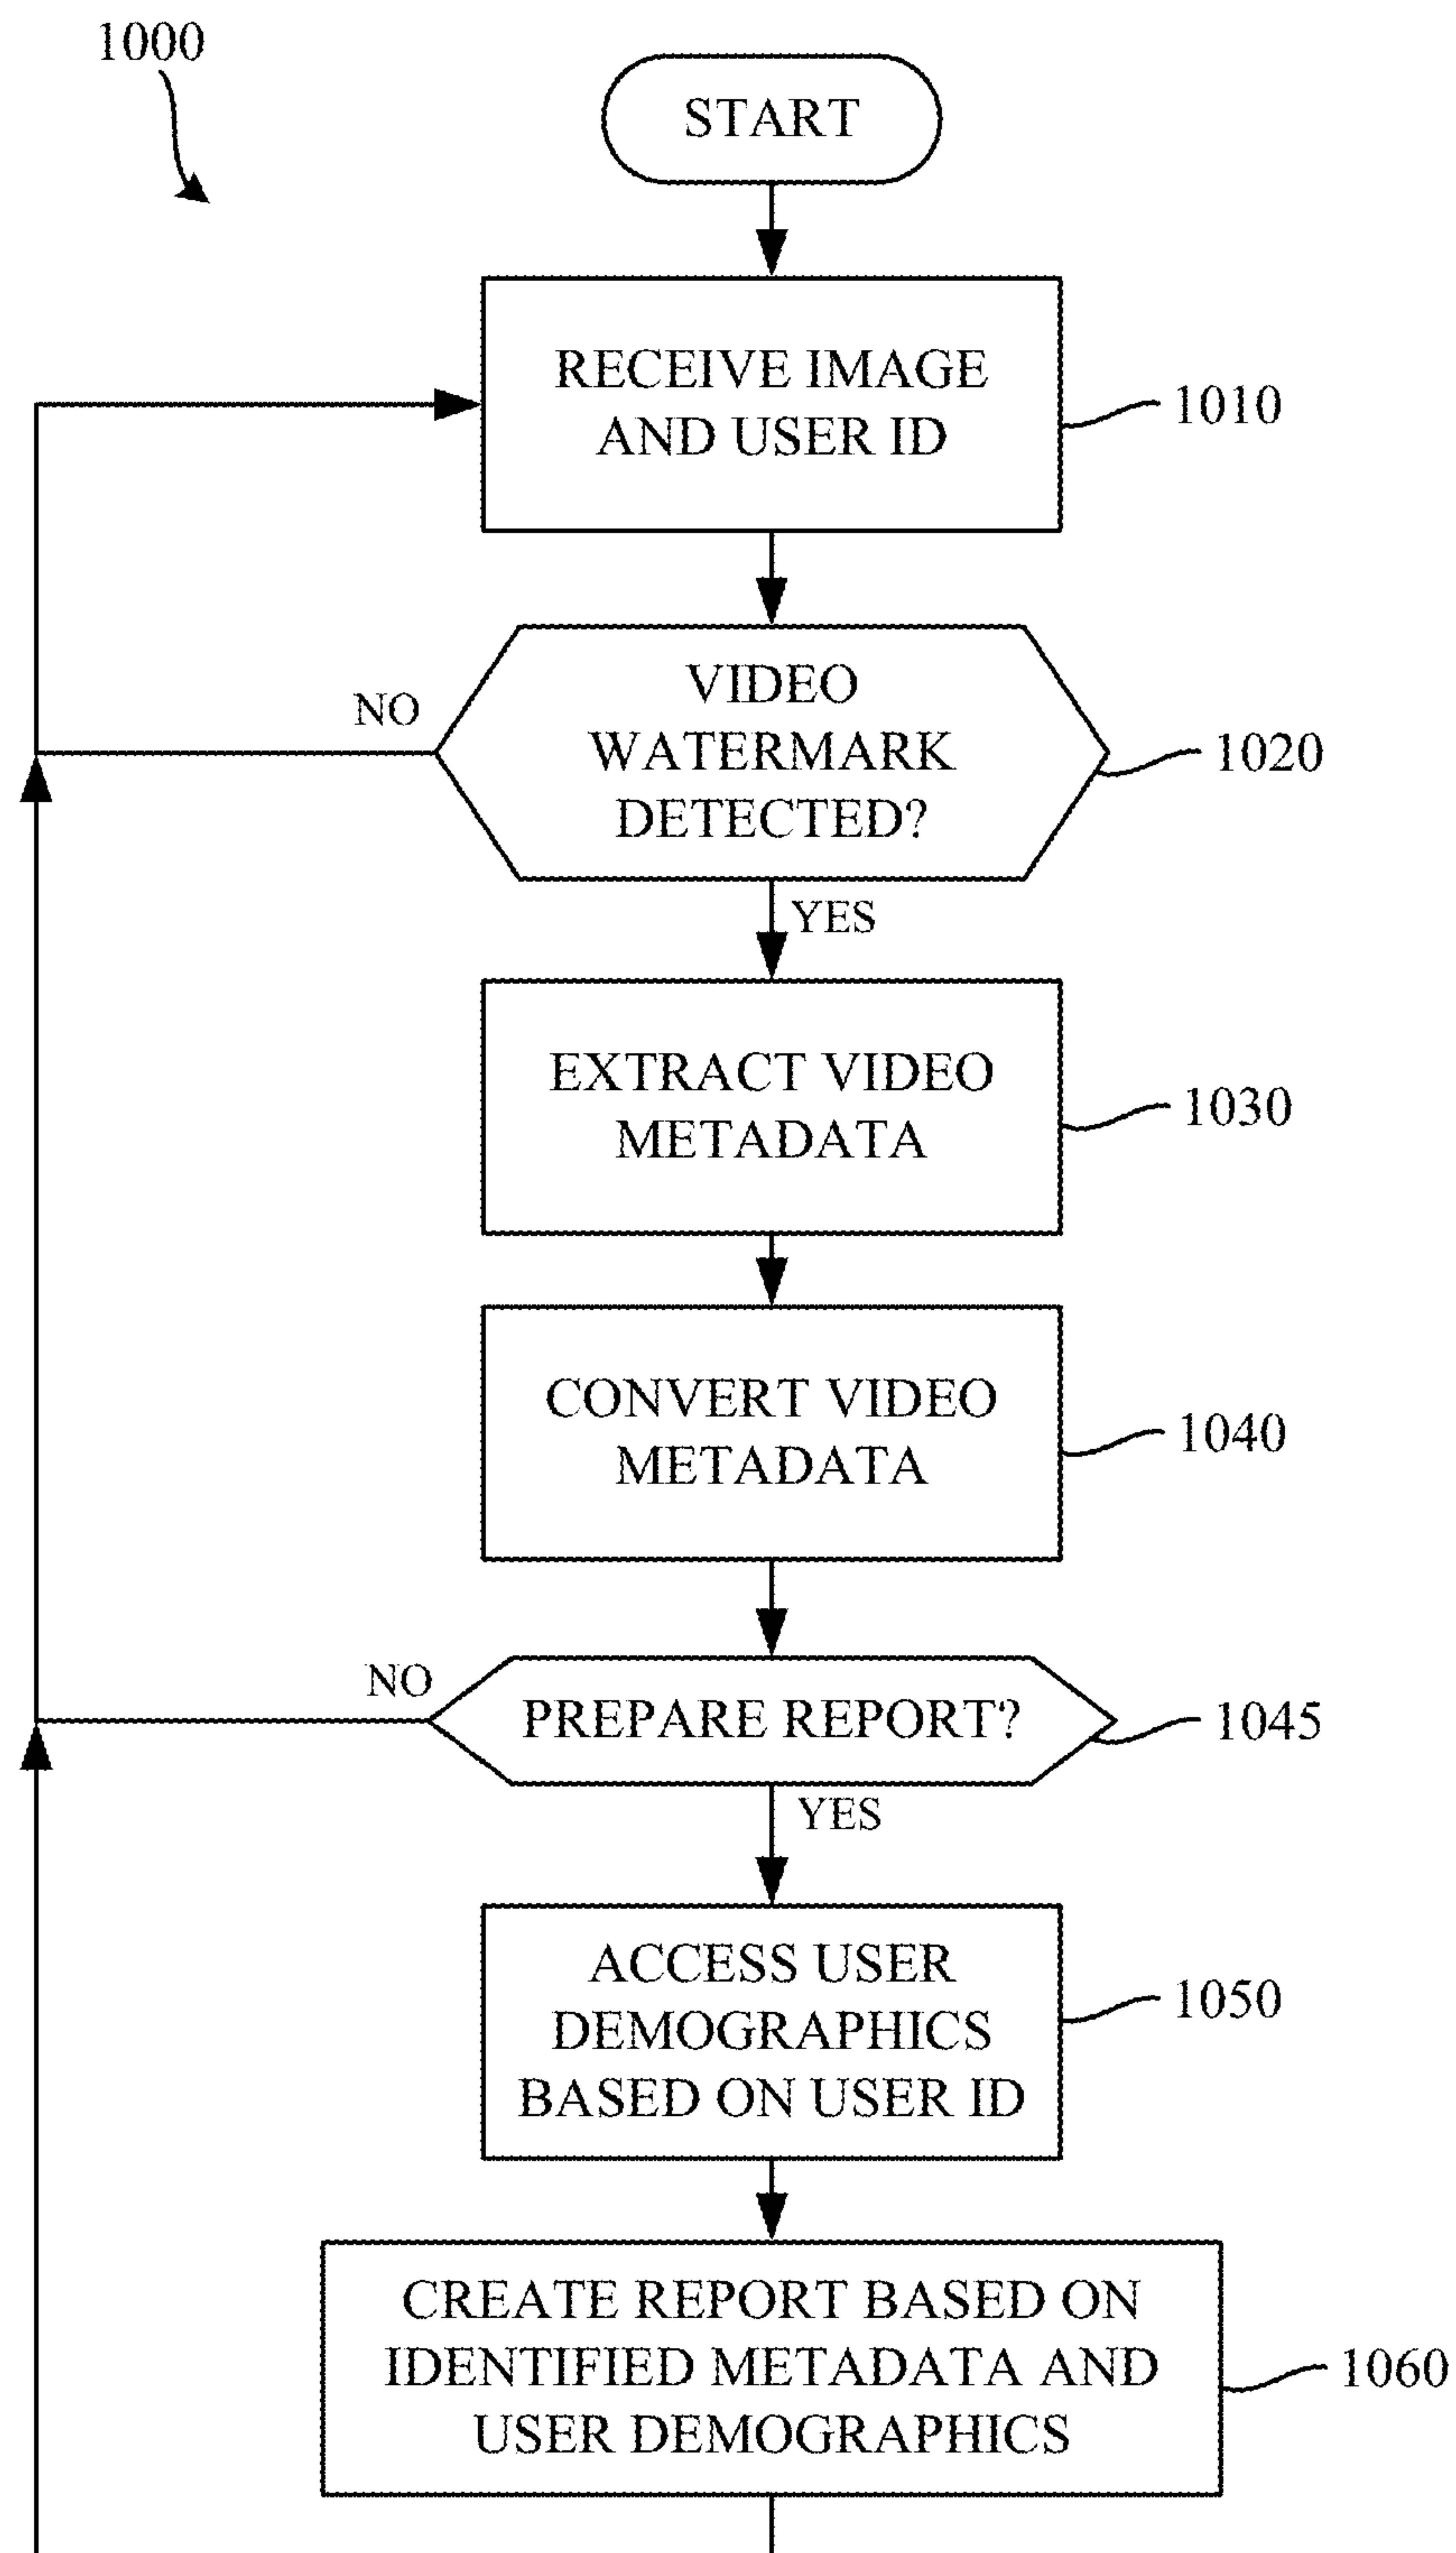 1000
START
RECEIVE IMAGE
AND USER ID
1010
VIDEO
WATERMARK
DETECTED?
1020
NO
YES
EXTRACT VIDEO
METADATA
1030
CONVERT VIDEO
METADATA
1040
PREPARE REPORT?
1045
NO
YES
ACCESS USER
DEMOGRAPHICS
BASED ON USER ID
1050
CREATE REPORT BASED ON
IDENTIFIED METADATA AND
USER DEMOGRAPHICS
1060